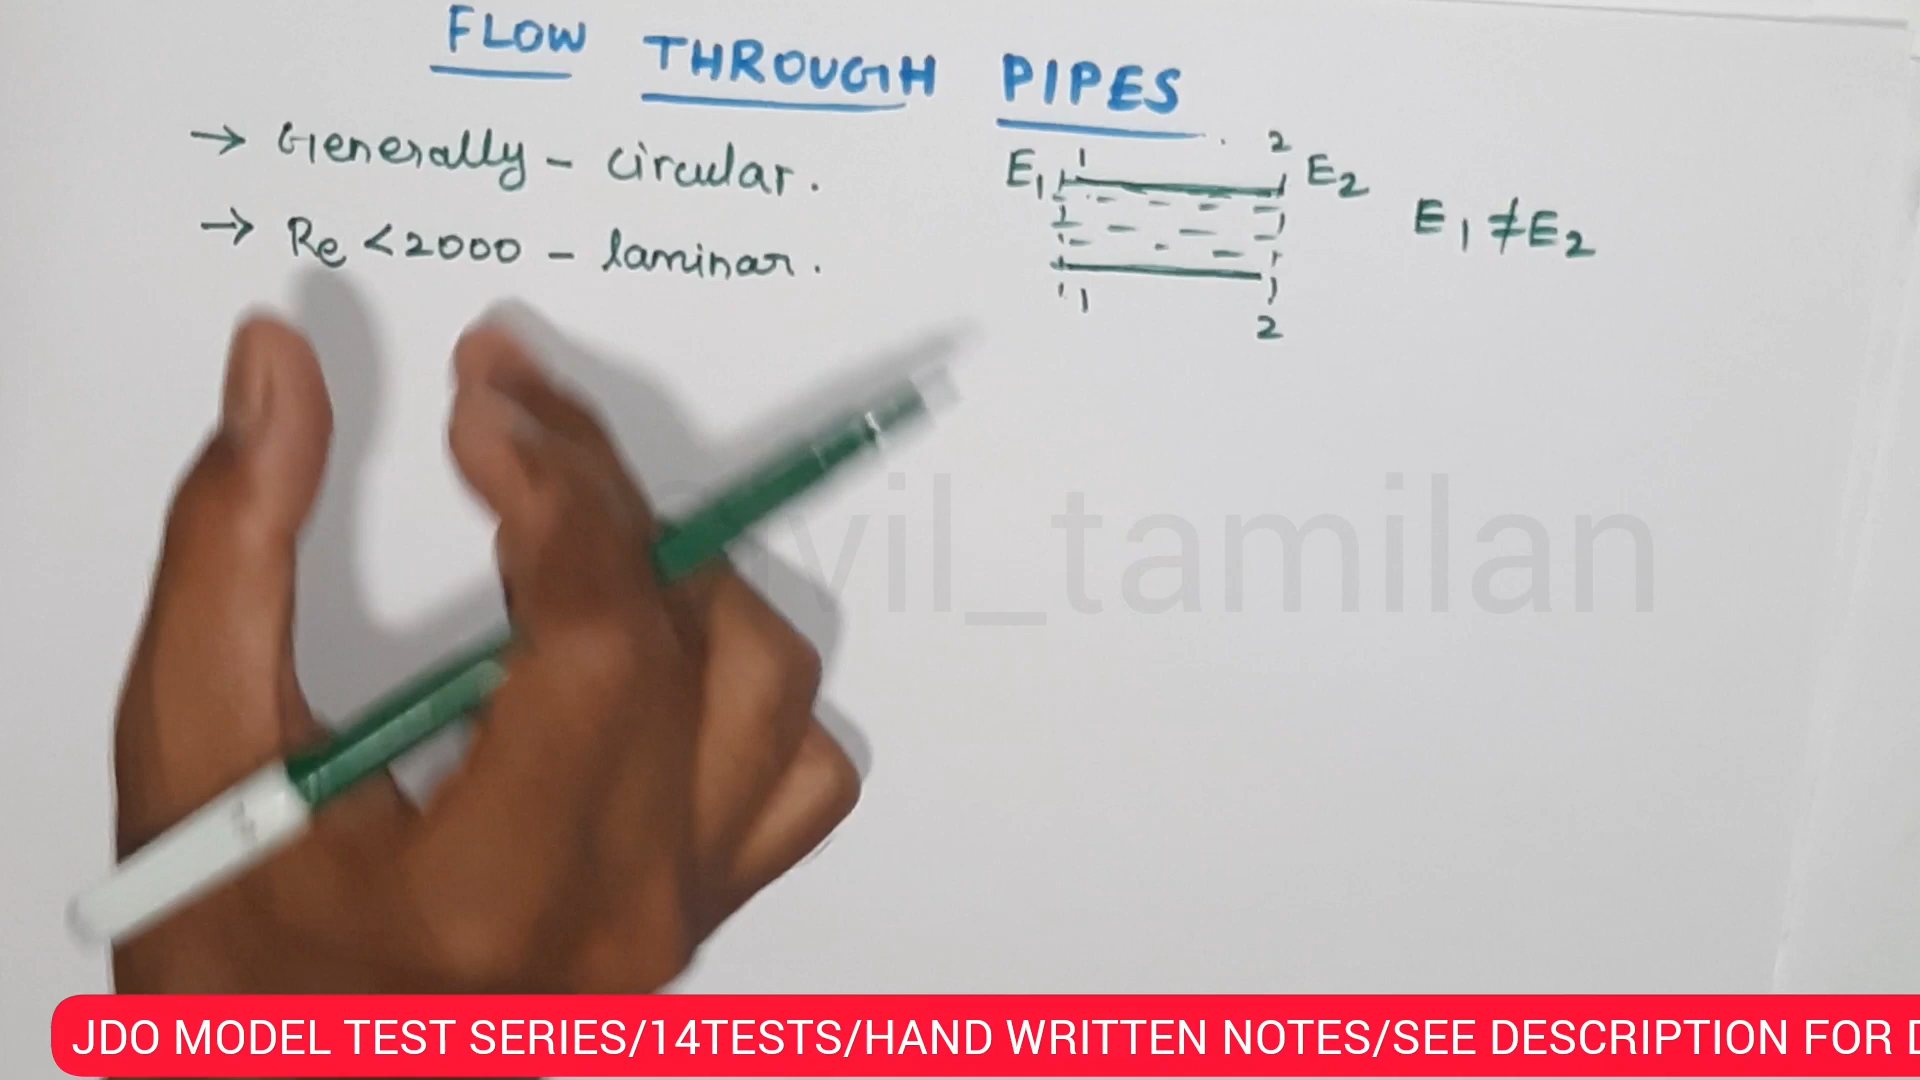 FLOW THROUGH PIPES
→ Generally - circular.
→ Re < 2000 - laminar.
1 2
E1 E2
E1 ≠ E2
1 2
vil_tamilan
JDO MODEL TEST SERIES/14TESTS/HAND WRITTEN NOTES/SEE DESCRIPTION FOR D